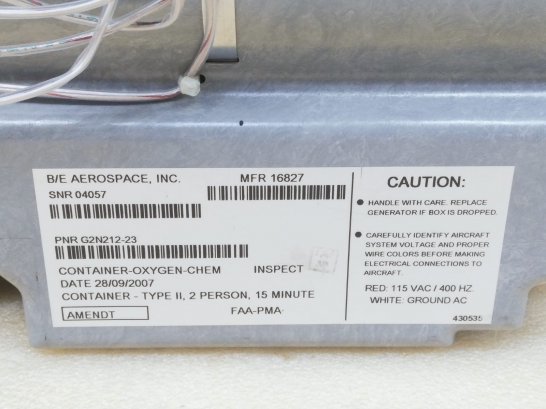 B/E AEROSPACE, INC.
MFR 16827
SNR 04057
PNR G2N212-23
CONTAINER-OXYGEN-CHEM INSPECT
DATE 28/09/2007
CONTAINER - TYPE II, 2 PERSON, 15 MINUTE
AMENDT
FAA-PMA
CAUTION:
● HANDLE WITH CARE. REPLACE
GENERATOR IF BOX IS DROPPED.
● CAREFULLY IDENTIFY AIRCRAFT
SYSTEM VOLTAGE AND PROPER
WIRE COLORS BEFORE MAKING
ELECTRICAL CONNECTIONS TO
AIRCRAFT.
RED: 115 VAC / 400 HZ.
WHITE: GROUND AC
430535